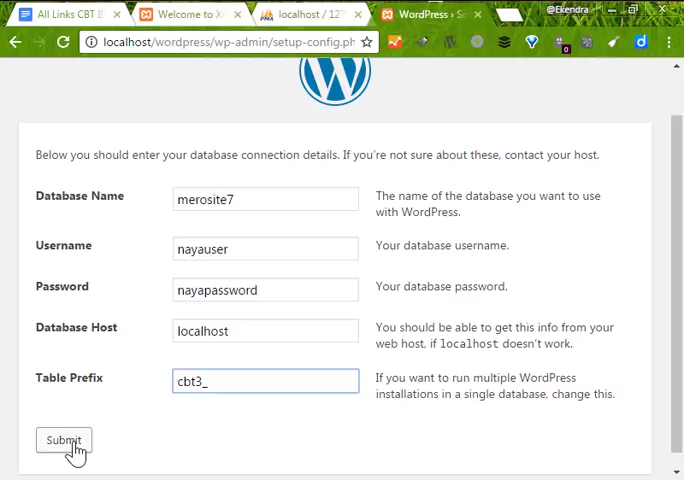 @Ekendra
All Links CBT
Welcome to X
localhost / 12
WordPress › S
localhost/wordpress/wp-admin/setup-config.ph
0
Below you should enter your database connection details. If you're not sure about these, contact your host.
Database Name
merosite7
The name of the database you want to use
with WordPress.
Username
nayauser
Your database username.
Password
nayapassword
Your database password.
Database Host
localhost
You should be able to get this info from your
web host, if localhost doesn't work.
Table Prefix
cbt3_
If you want to run multiple WordPress
installations in a single database, change this.
Submit